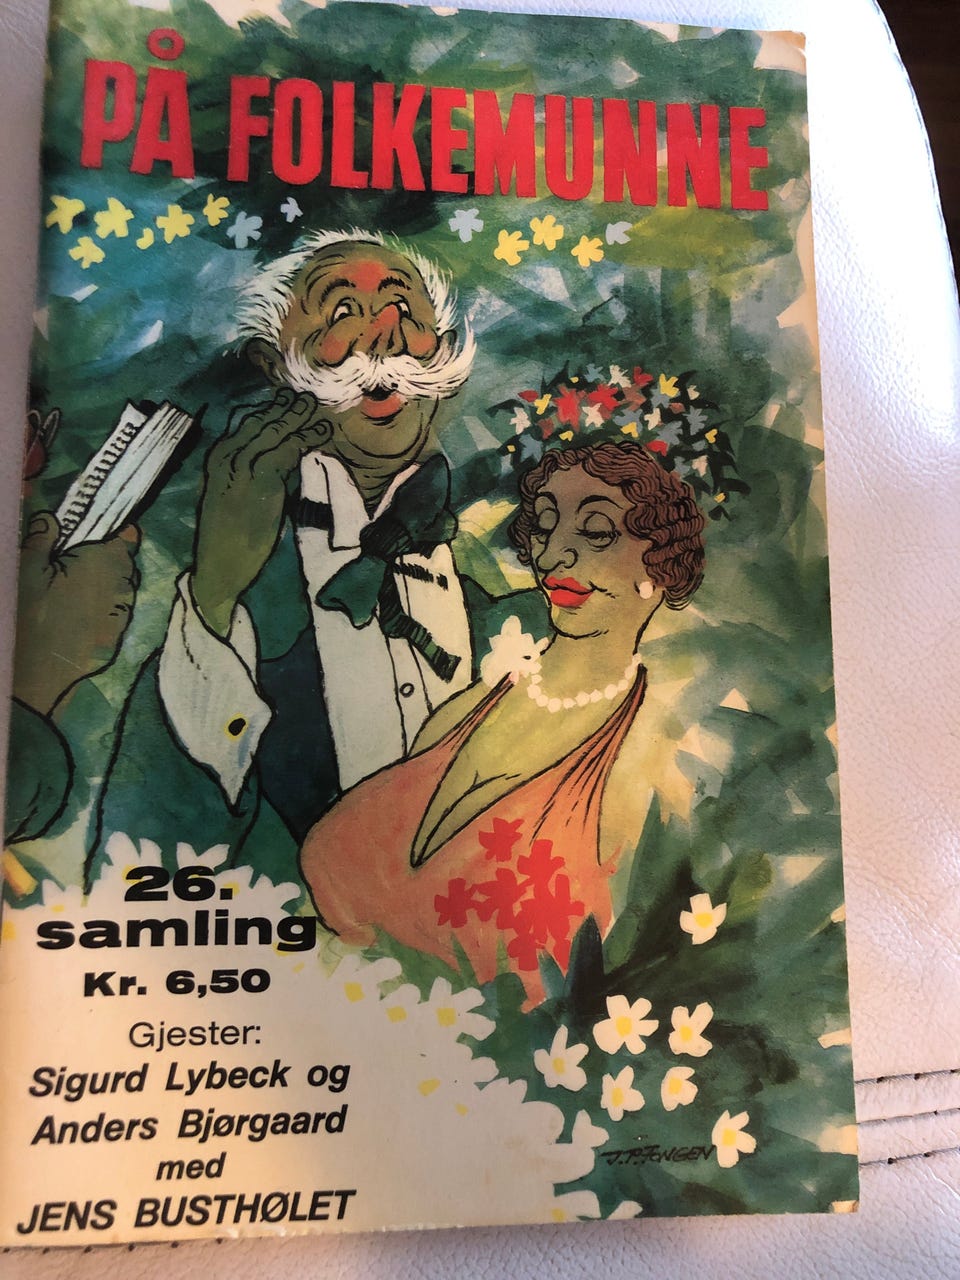 PÅ FOLKEMUNNE
26.
samling
Kr. 6,50
Gjester:
Sigurd Lybeck og
Anders Bjørgaard
med
JENS BUSTHØLET